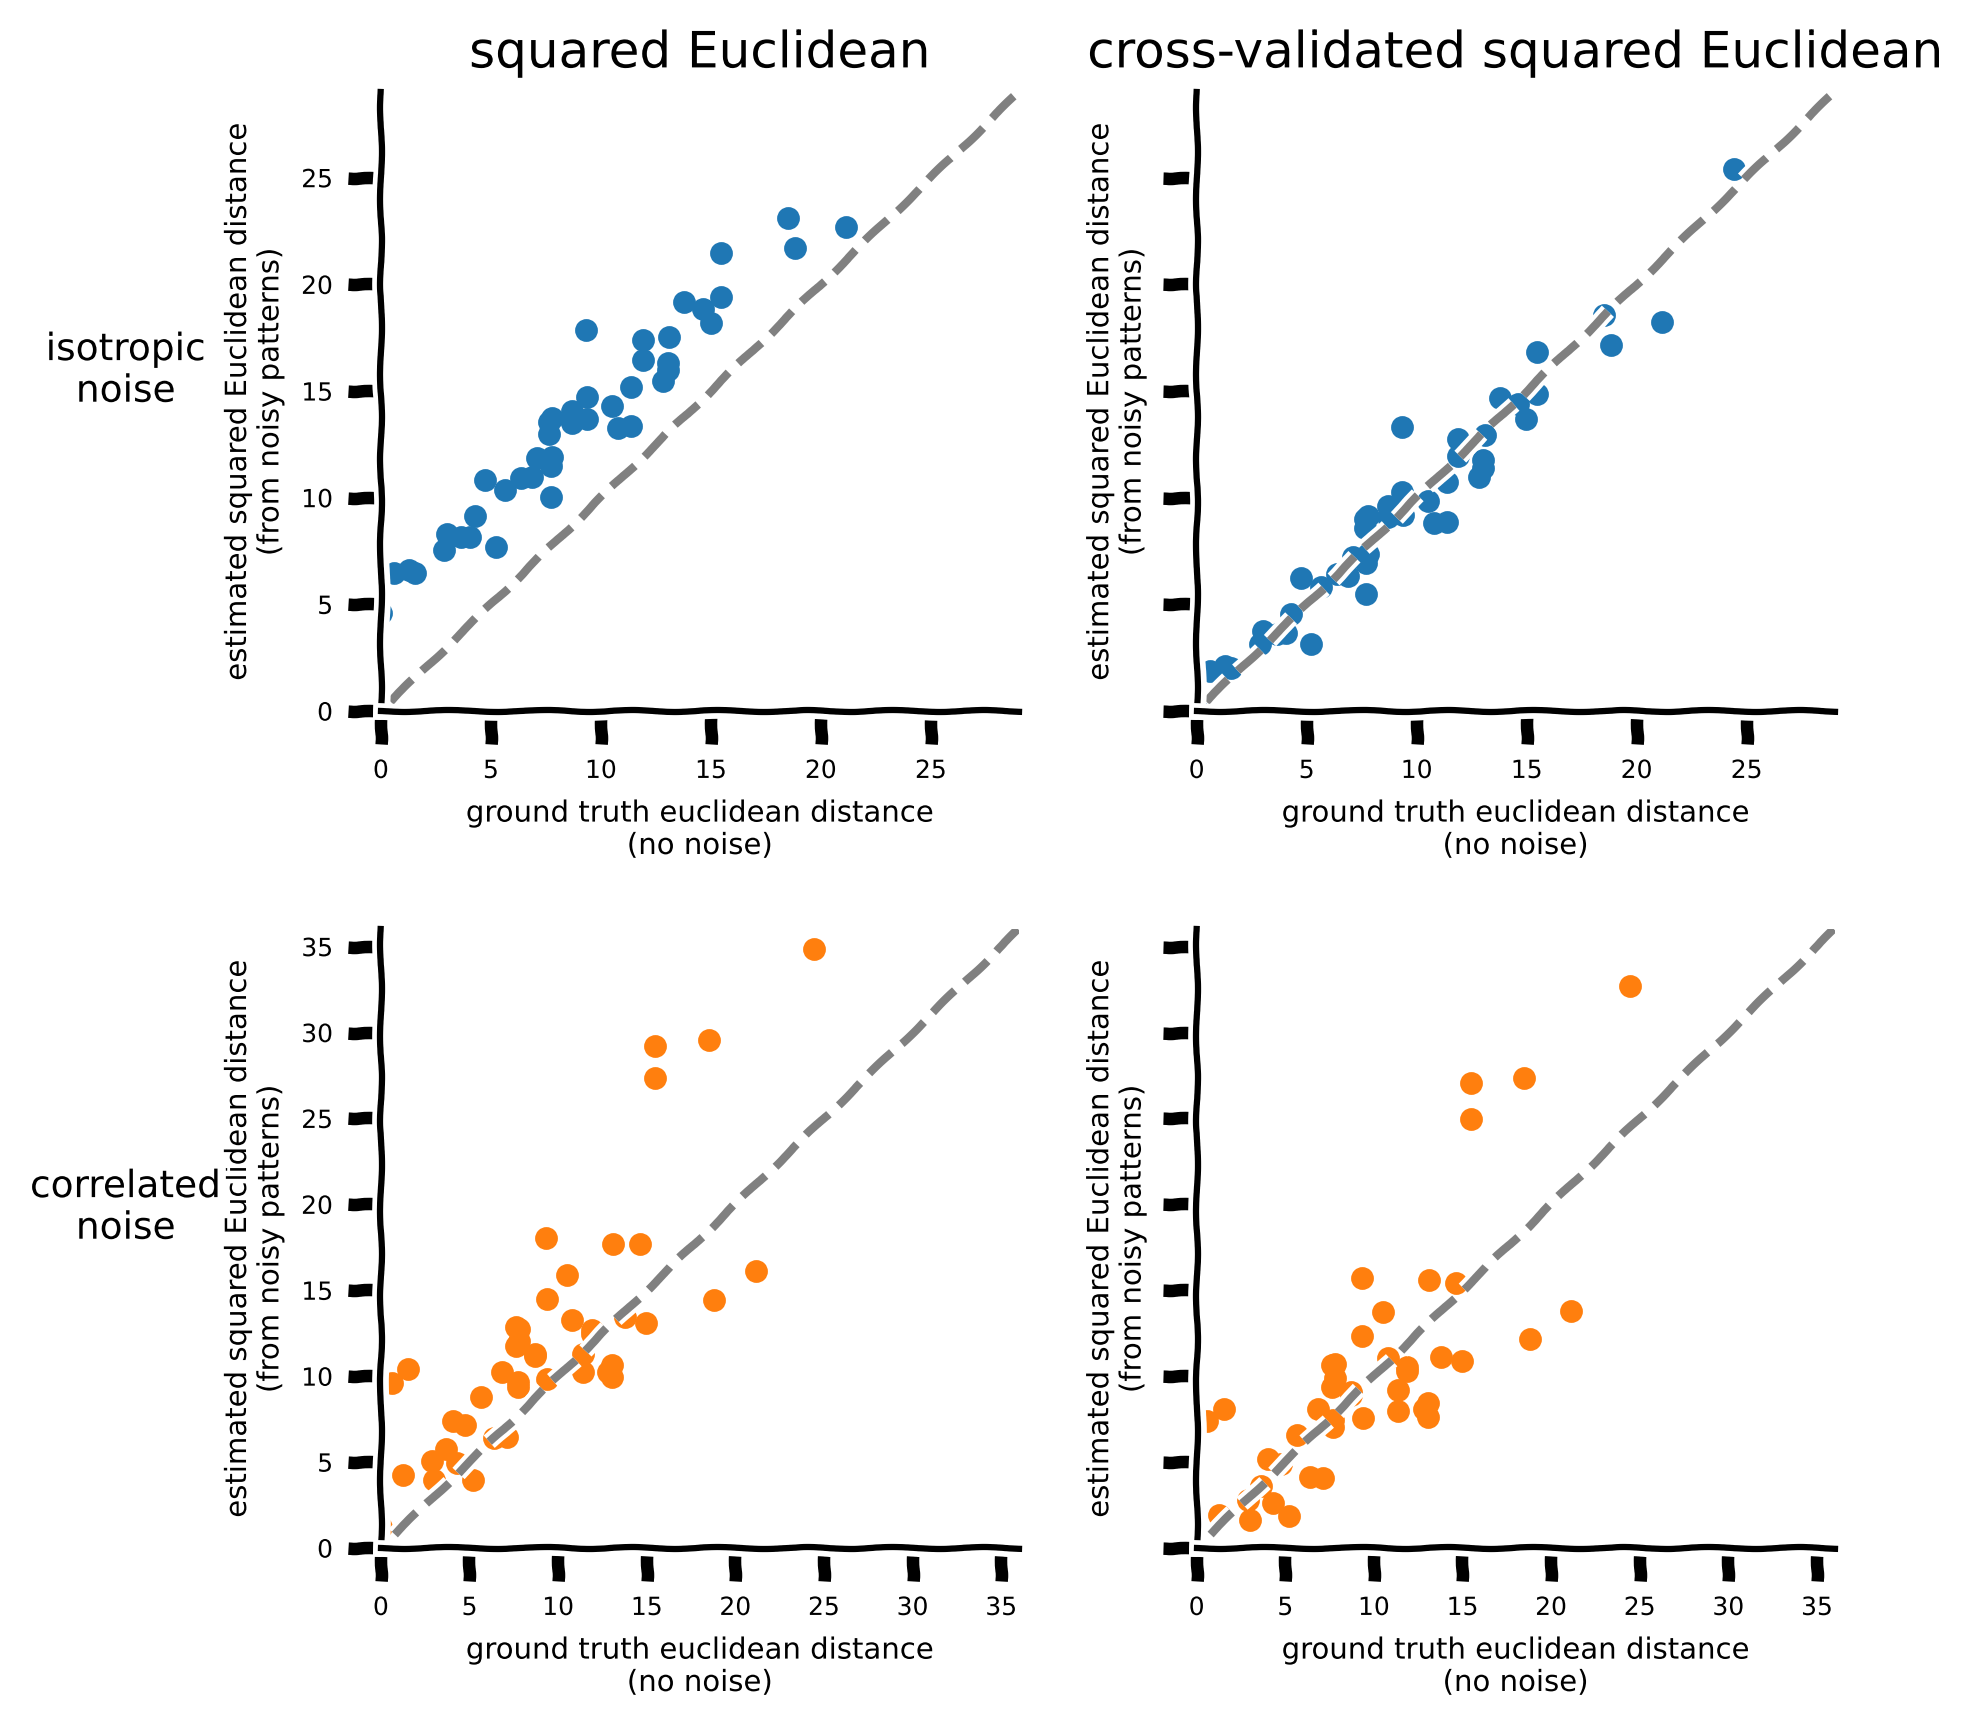 squared Euclidean
cross-validated squared Euclidean
isotropic
noise
estimated squared Euclidean distance
(from noisy patterns)
25
20
15
10
5
0
0 5 10 15 20 25
ground truth euclidean distance
(no noise)
estimated squared Euclidean distance
(from noisy patterns)
0 5 10 15 20 25
ground truth euclidean distance
(no noise)
correlated
noise
estimated squared Euclidean distance
(from noisy patterns)
35
30
25
20
15
10
5
0
0 5 10 15 20 25 30 35
ground truth euclidean distance
(no noise)
estimated squared Euclidean distance
(from noisy patterns)
0 5 10 15 20 25 30 35
ground truth euclidean distance
(no noise)